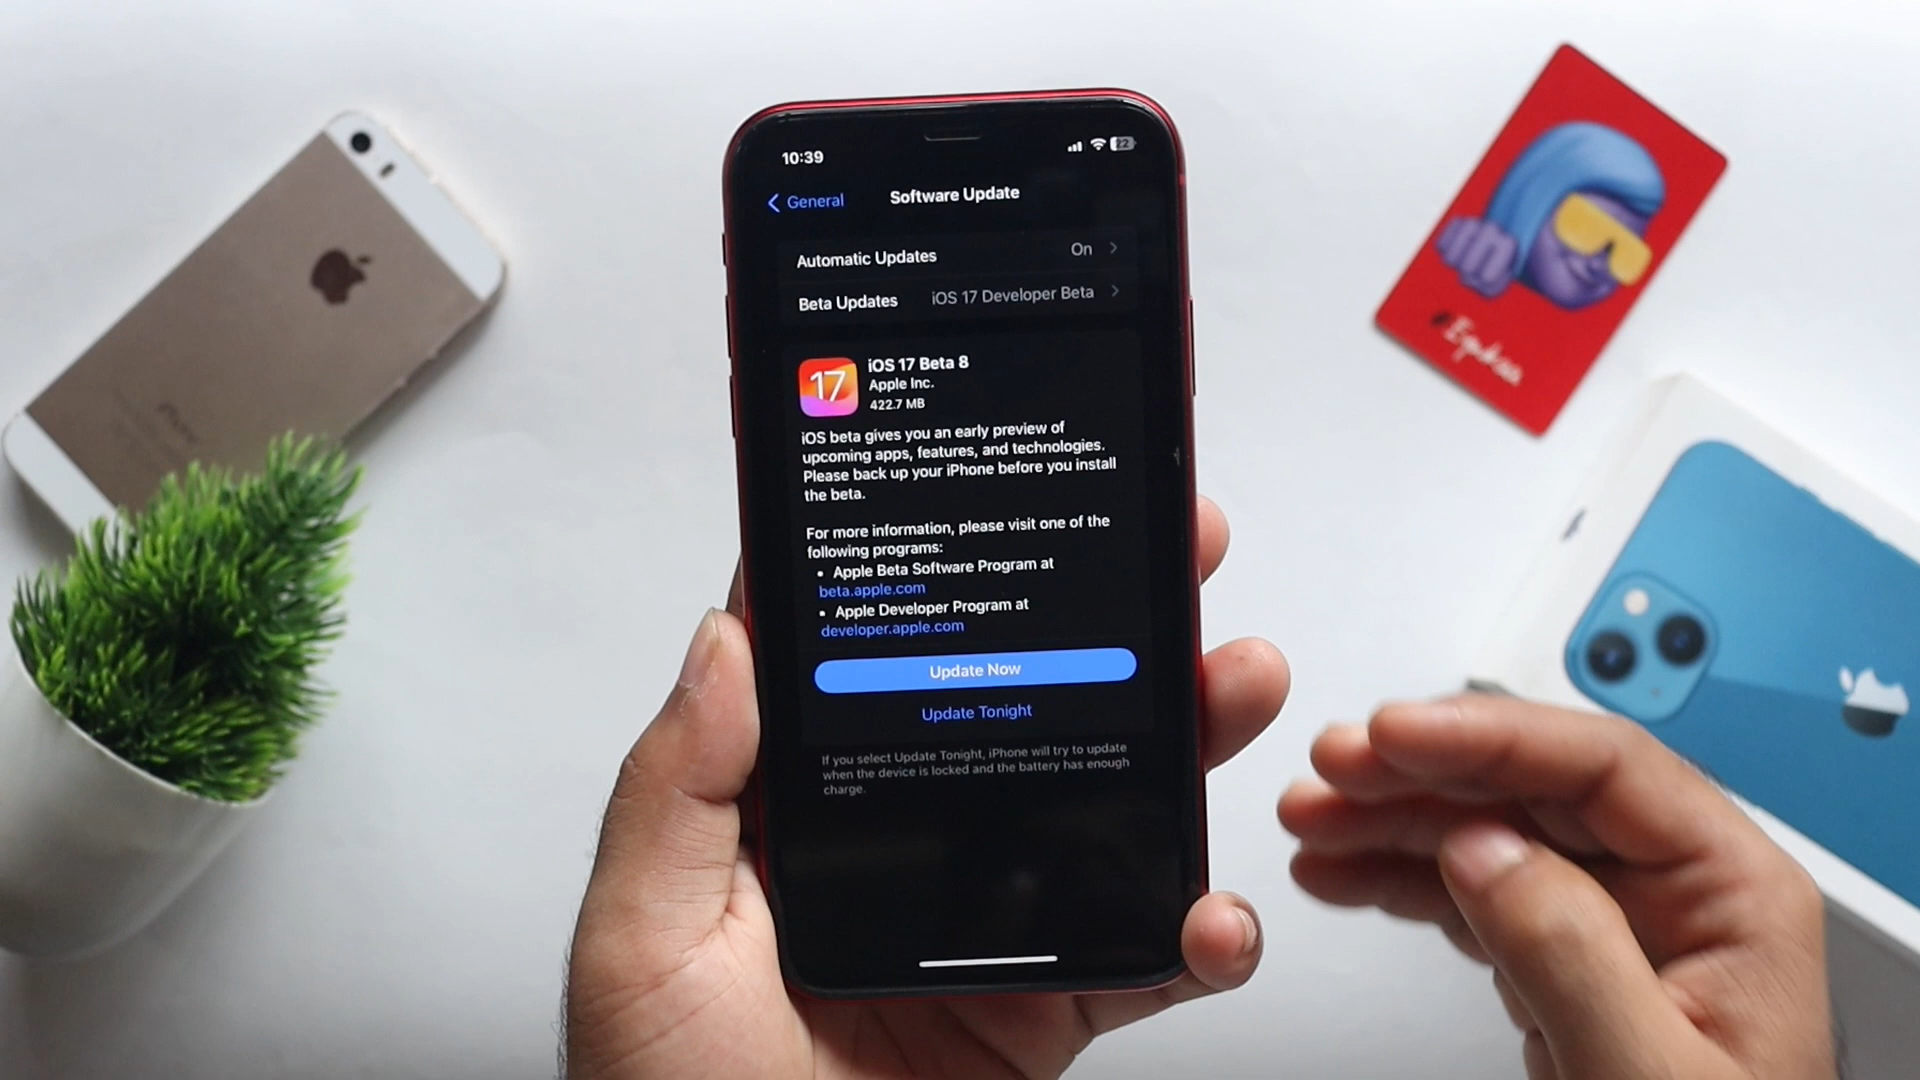 10:39
22
General
Software Update
Automatic Updates
On
Beta Updates
iOS 17 Developer Beta
17
iOS 17 Beta 8
Apple Inc.
422.7 MB
iOS beta gives you an early preview of
upcoming apps, features, and technologies.
Please back up your iPhone before you install
the beta.
For more information, please visit one of the
following programs:
• Apple Beta Software Program at
beta.apple.com
• Apple Developer Program at
developer.apple.com
Update Now
Update Tonight
If you select Update Tonight, iPhone will try to update
when the device is locked and the battery has enough
charge.
iPhone